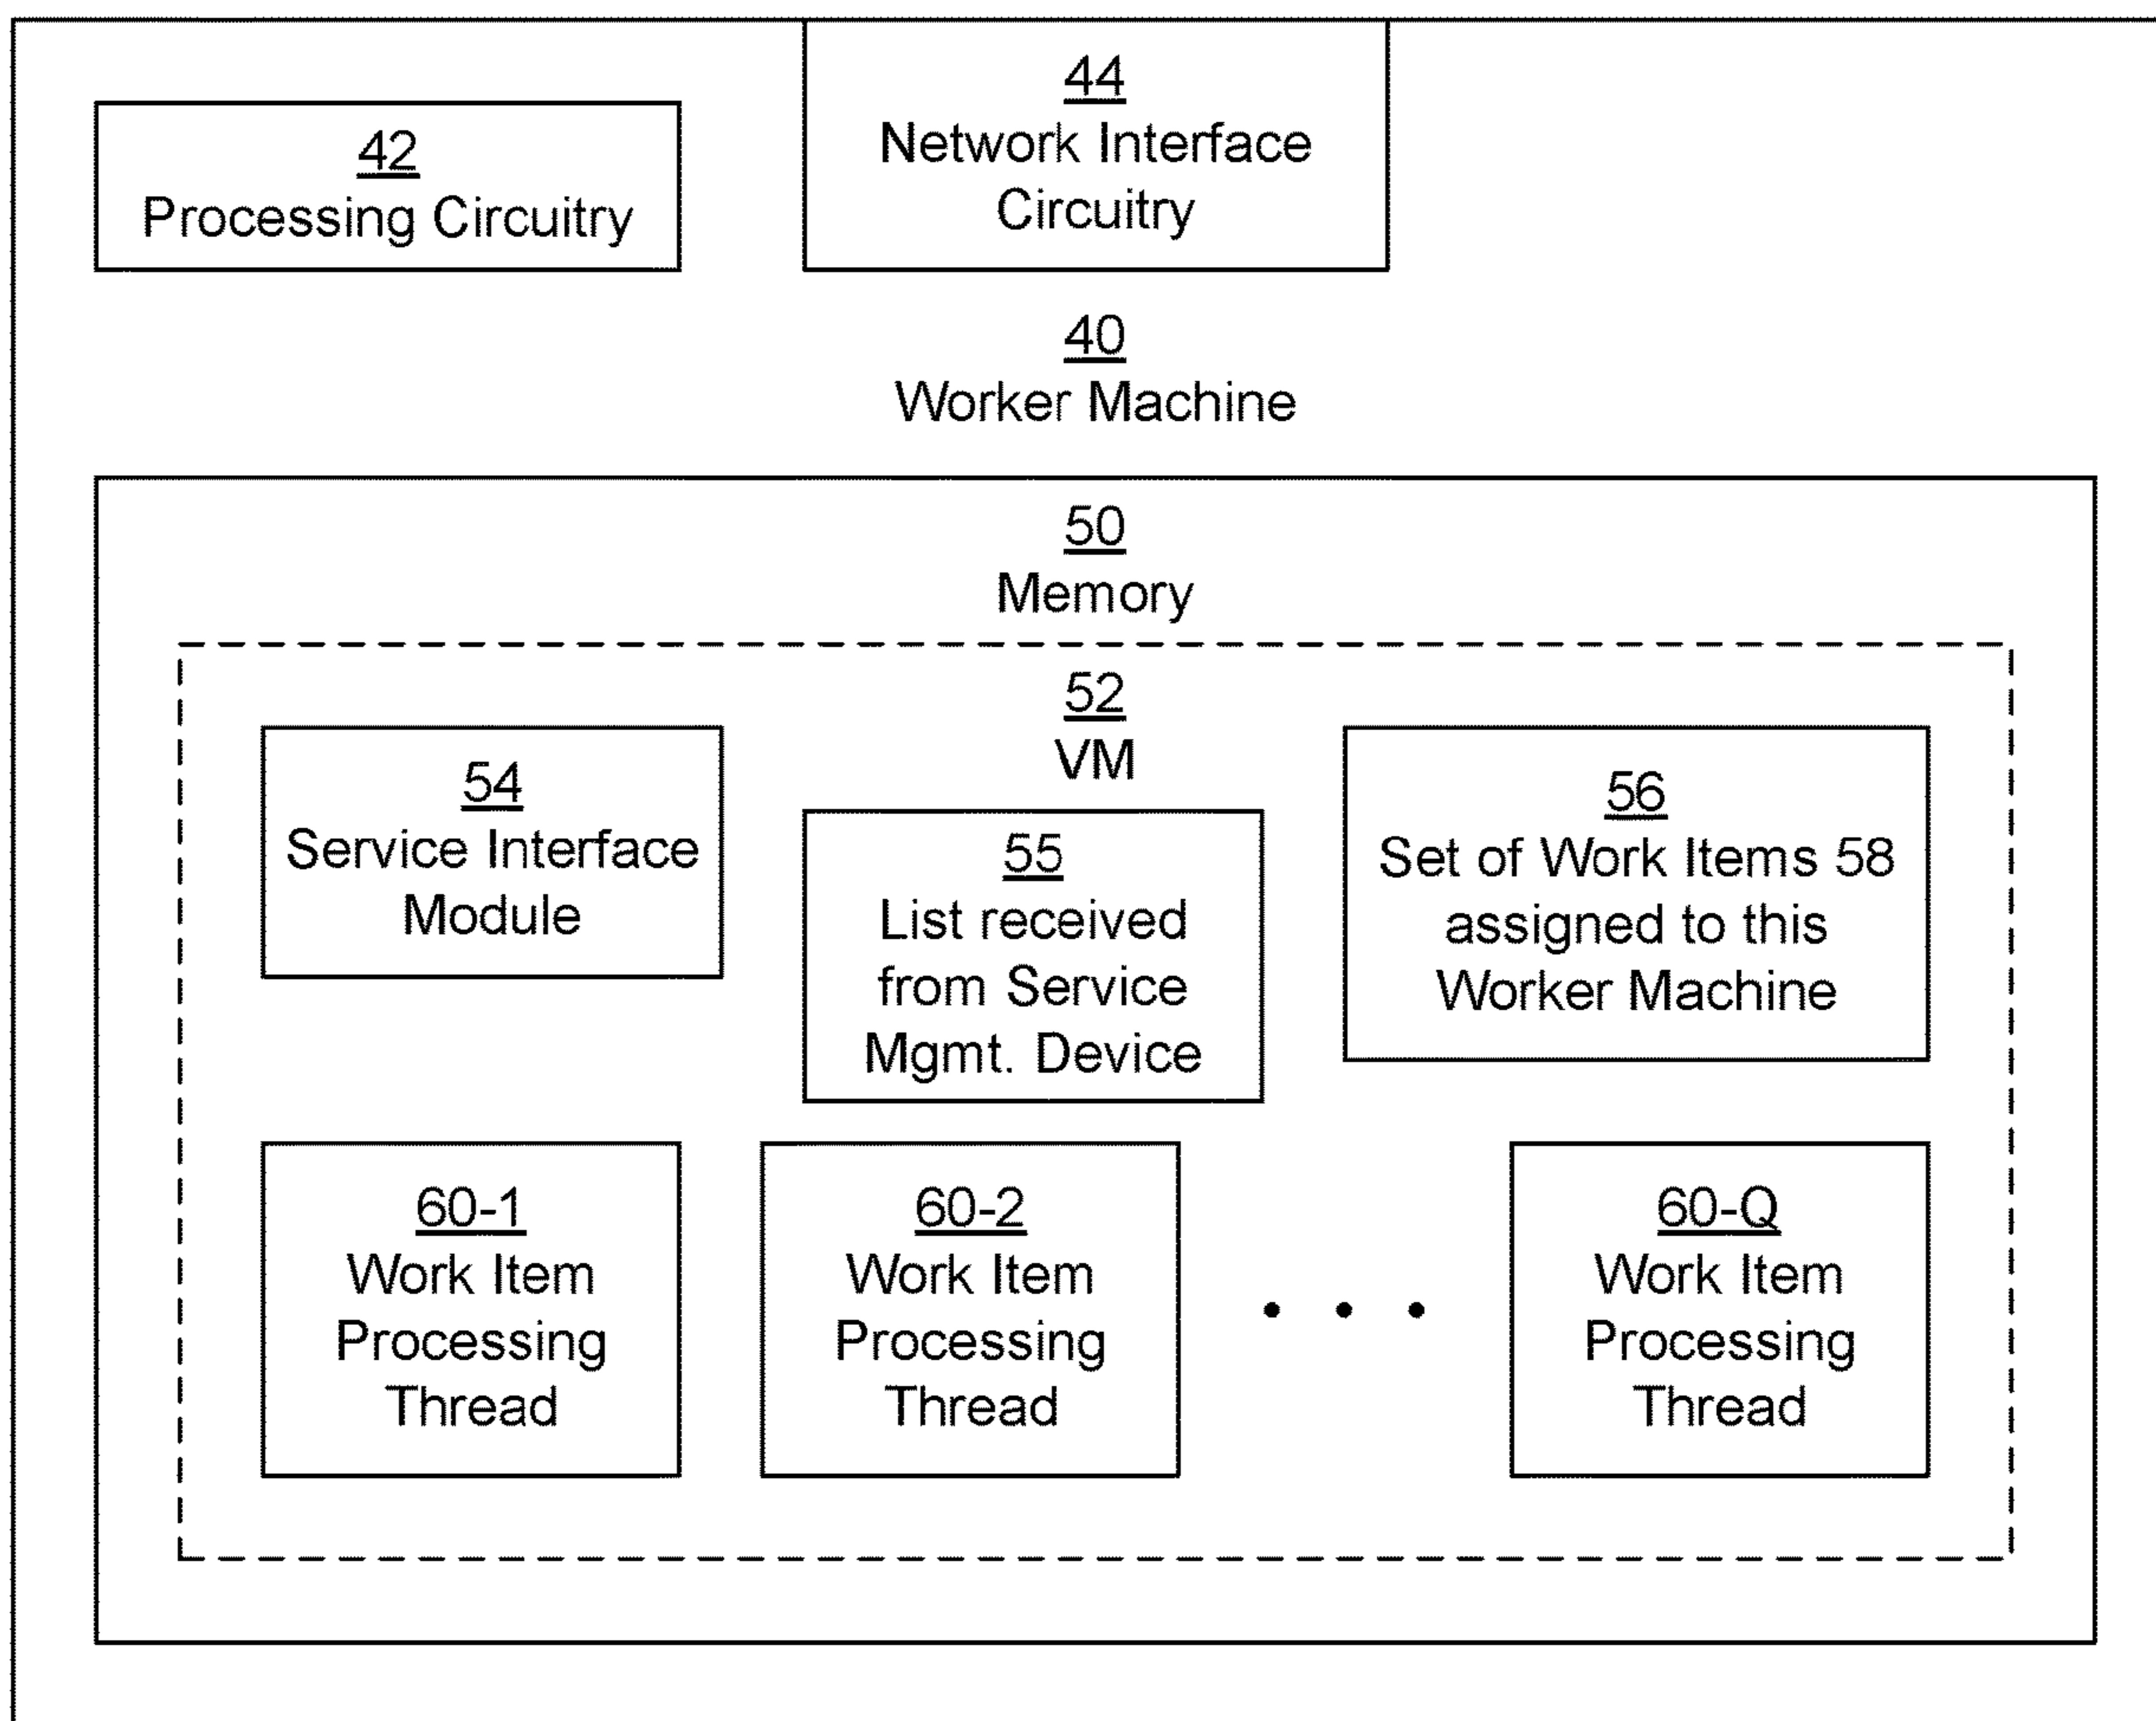 42
Processing Circuitry
44
Network Interface
Circuitry
40
Worker Machine
50
Memory
52
VM
54
Service Interface
Module
55
List received
from Service
Mgmt. Device
56
Set of Work Items 58
assigned to this
Worker Machine
60-1
Work Item
Processing
Thread
60-2
Work Item
Processing
Thread
• • •
60-Q
Work Item
Processing
Thread